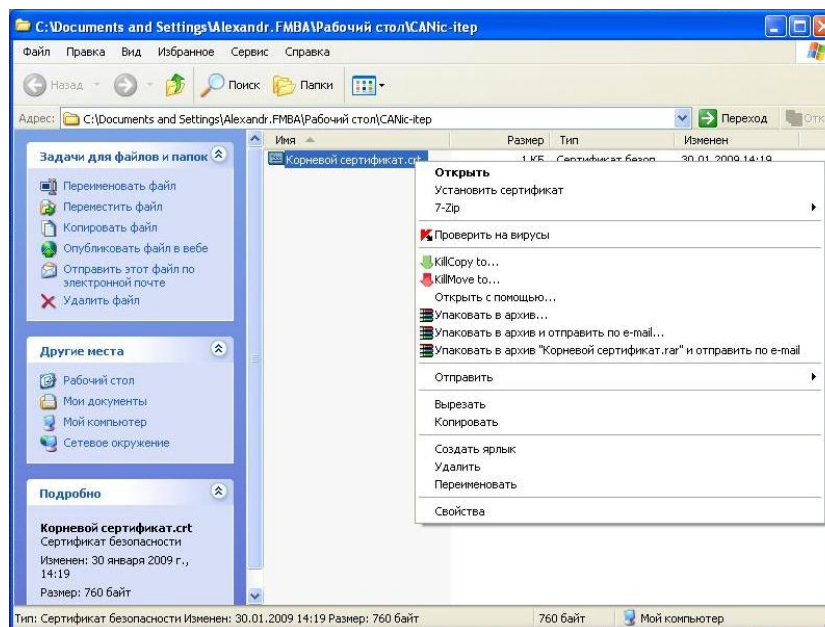 C:\Documents and Settings\Alexandr.FMBA\Рабочий стол\CANic-itep
Файл Правка Вид Избранное Сервис Справка
Назад Поиск Папки
Адрес: C:\Documents and Settings\Alexandr.FMBA\Рабочий стол\CANic-itep Переход
Имя Размер Тип Изменен
Корневой сертификат.crt 1 КБ Сертификат безоп... 30.01.2009 14:19
Задачи для файлов и папок
Переименовать файл
Переместить файл
Копировать файл
Опубликовать файл в вебе
Отправить этот файл по
электронной почте
Удалить файл
Другие места
Рабочий стол
Мои документы
Мой компьютер
Сетевое окружение
Подробно
Корневой сертификат.crt
Сертификат безопасности
Изменен: 30 января 2009 г.,
14:19
Размер: 760 байт
Открыть
Установить сертификат
7-Zip
Проверить на вирусы
KillCopy to...
KillMove to...
Открыть с помощью...
Упаковать в архив...
Упаковать в архив и отправить по e-mail...
Упаковать в архив "Корневой сертификат.rar" и отправить по e-mail
Отправить
Вырезать
Копировать
Создать ярлык
Удалить
Переименовать
Свойства
Тип: Сертификат безопасности Изменен: 30.01.2009 14:19 Размер: 760 байт 760 байт Мой компьютер